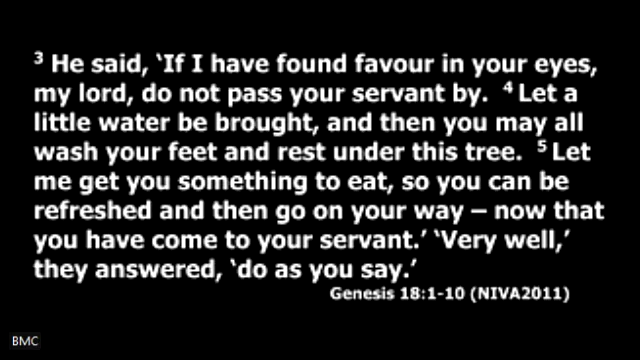 ³ He said, ‘If I have found favour in your eyes,
my lord, do not pass your servant by. ⁴ Let a
little water be brought, and then you may all
wash your feet and rest under this tree. ⁵ Let
me get you something to eat, so you can be
refreshed and then go on your way – now that
you have come to your servant.’ ‘Very well,’
they answered, ‘do as you say.’
Genesis 18:1-10 (NIVA2011)
BMC